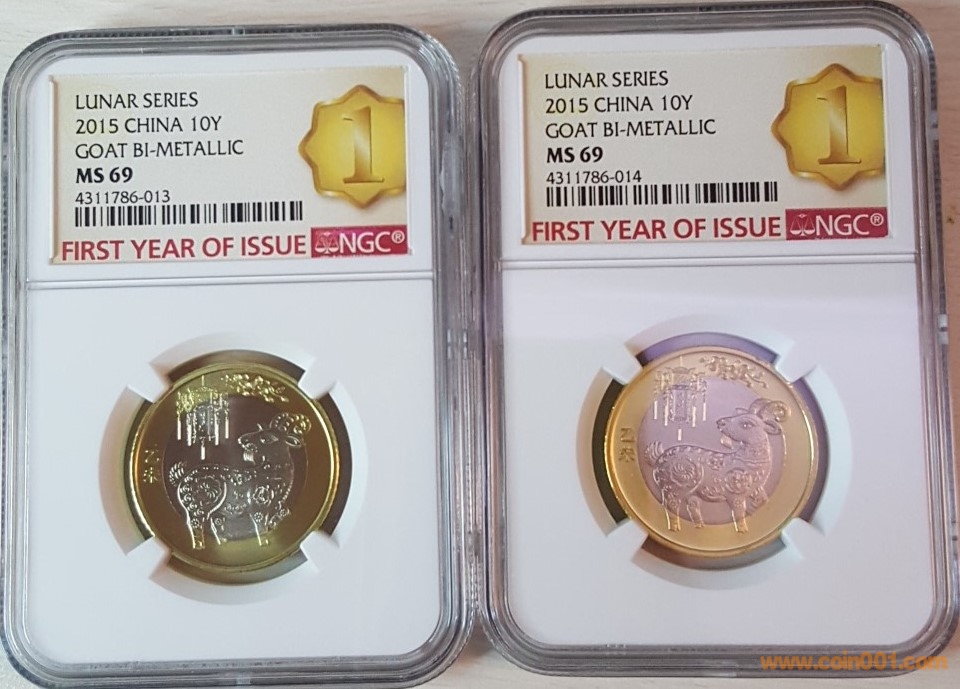 LUNAR SERIES
2015 CHINA 10Y
GOAT BI-METALLIC
MS 69
4311786-013
FIRST YEAR OF ISSUE NGC®
1
LUNAR SERIES
2015 CHINA 10Y
GOAT BI-METALLIC
MS 69
4311786-014
FIRST YEAR OF ISSUE NGC®
1
www.coin001.com